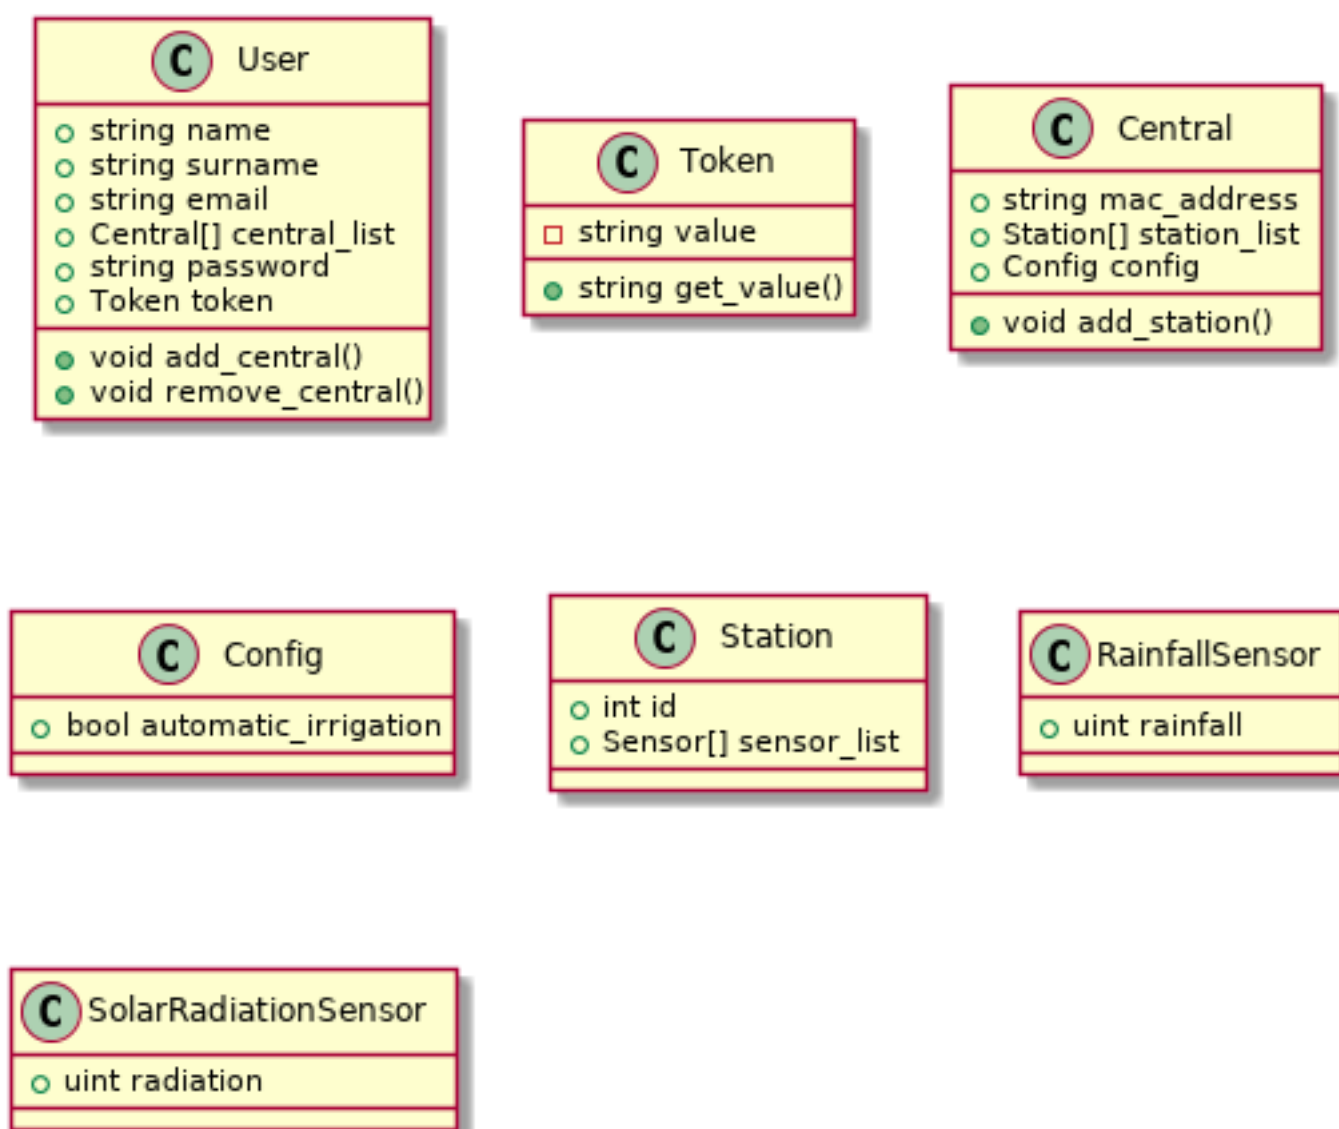 C User
string name
string surname
string email
Central[] central_list
string password
Token token
void add_central()
void remove_central()
C Token
string value
string get_value()
C Central
string mac_address
Station[] station_list
Config config
void add_station()
C Config
bool automatic_irrigation
C Station
int id
Sensor[] sensor_list
C RainfallSensor
uint rainfall
C SolarRadiationSensor
uint radiation